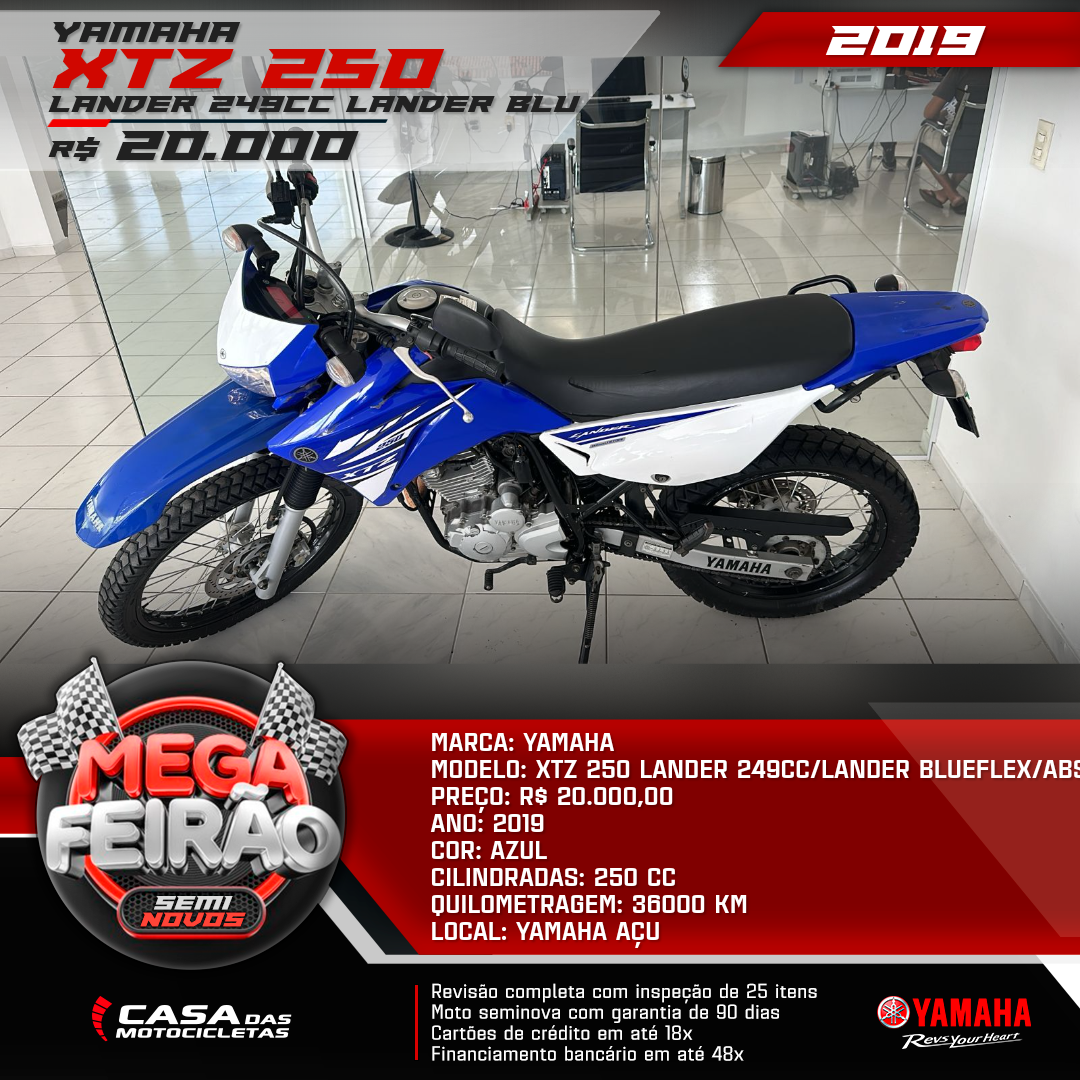 YAMAHA
XTZ 250
LANDER 249CC LANDER BLU
R$ 20.000
2019
250
XTZ
LANDER
YAMAHA
YAMAHA
MEGA
FEIRÃO
SEMI
NOVOS
MARCA: YAMAHA
MODELO: XTZ 250 LANDER 249CC/LANDER BLUEFLEX/ABS
PREÇO: R$ 20.000,00
ANO: 2019
COR: AZUL
CILINDRADAS: 250 CC
QUILOMETRAGEM: 36000 KM
LOCAL: YAMAHA AÇU
CASA DAS
MOTOCICLETAS
Revisão completa com inspeção de 25 itens
Moto seminova com garantia de 90 dias
Cartões de crédito em até 18x
Financiamento bancário em até 48x
YAMAHA
Revs Your Heart